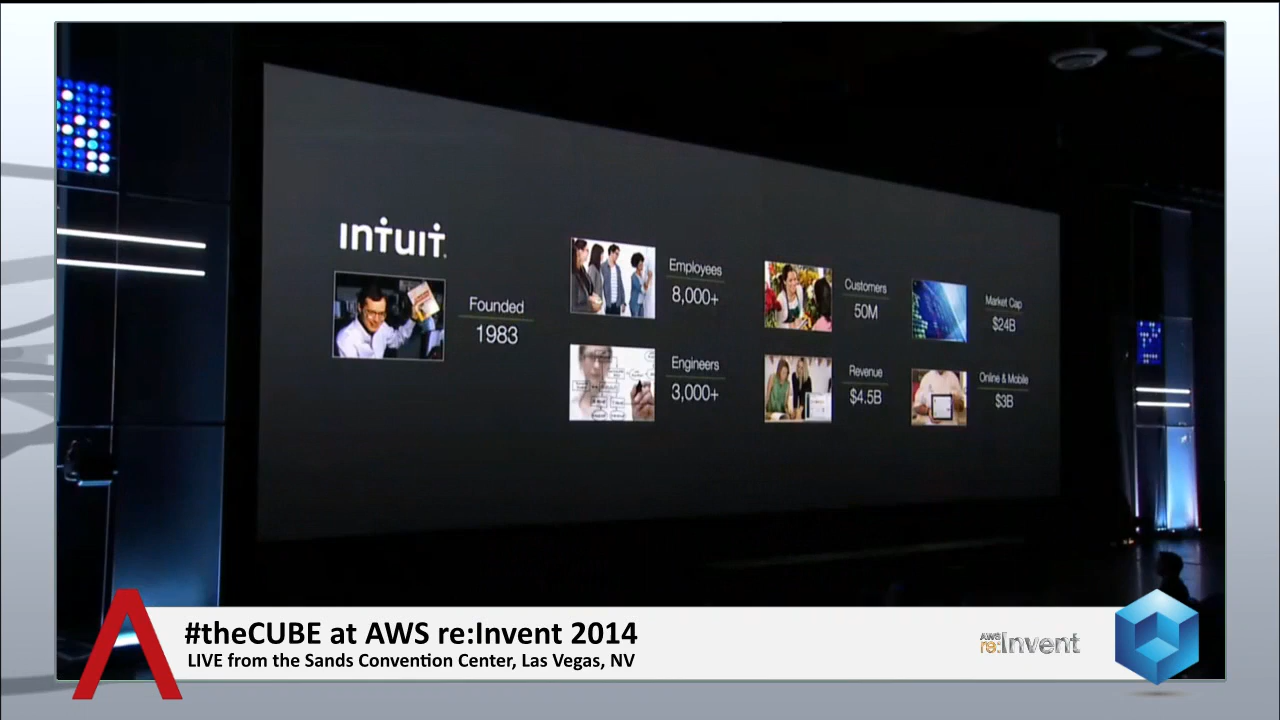 intuit.
Founded
1983
Employees
8,000+
Engineers
3,000+
Customers
50M
Revenue
$4.5B
Market Cap
$24B
Online & Mobile
$3B
#theCUBE at AWS re:Invent 2014
LIVE from the Sands Convention Center, Las Vegas, NV
AWS
re:Invent